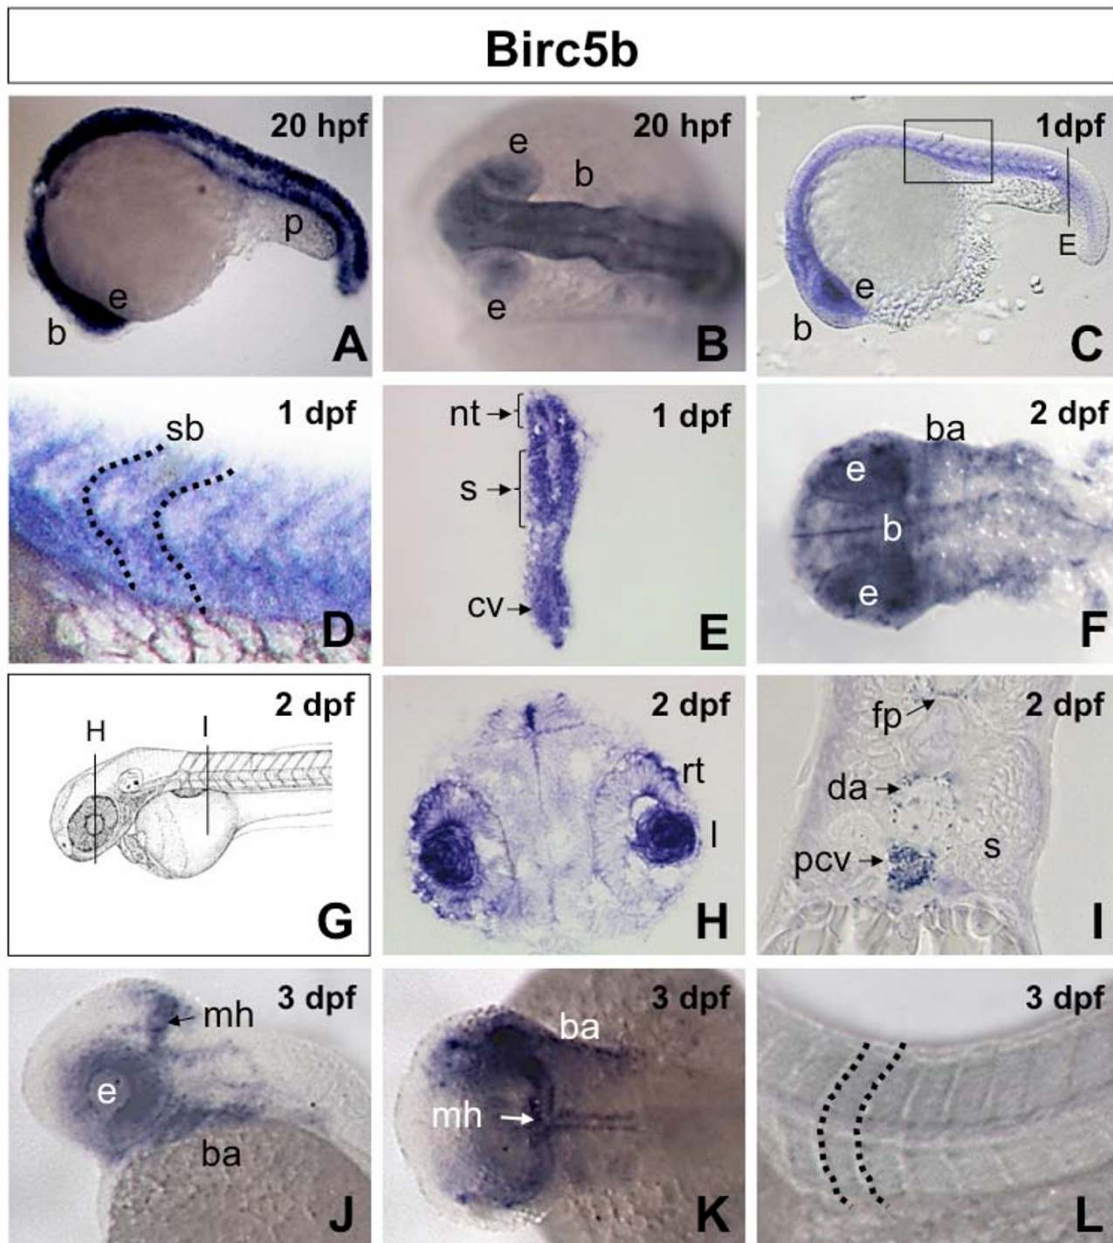 Birc5b
20 hpf
e
p
b
A
20 hpf
e
b
e
B
1dpf
E
e
b
C
1 dpf
sb
D
1 dpf
nt
s
cv
E
2 dpf
ba
e
b
e
F
2 dpf
H
I
G
2 dpf
rt
l
H
2 dpf
fp
da
pcv
s
I
3 dpf
mh
e
ba
J
3 dpf
ba
mh
K
3 dpf
L